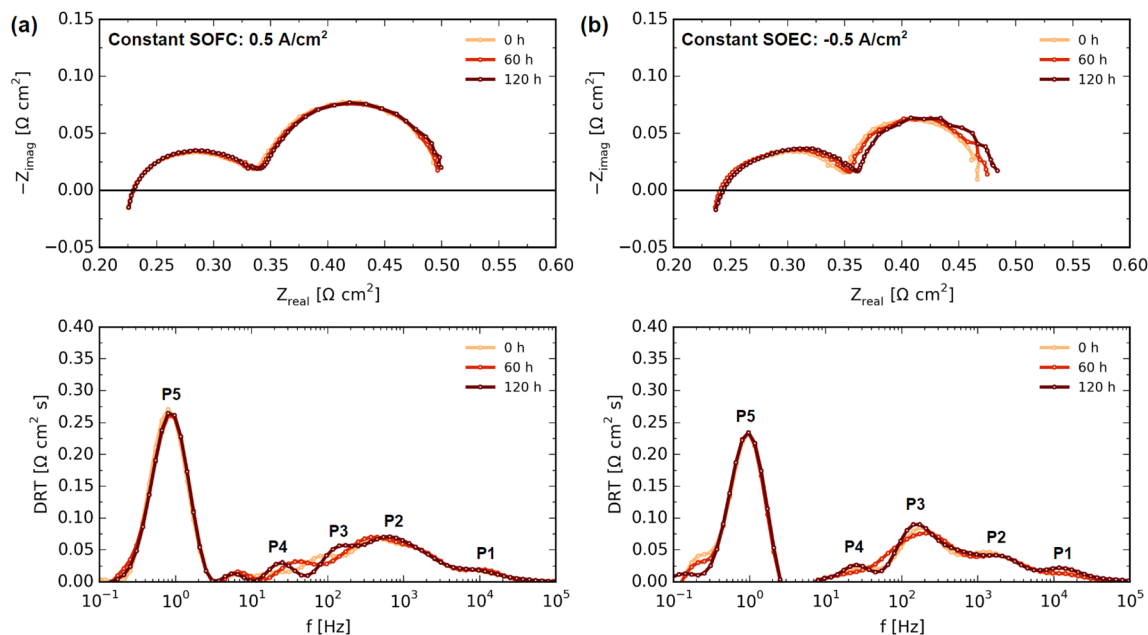 (a)
Constant SOFC: 0.5 A/cm²
0 h
60 h
120 h
0.15
0.10
0.05
0.00
−0.05
−Z_imag [Ω cm²]
0.20 0.25 0.30 0.35 0.40 0.45 0.50 0.55 0.60
Z_real [Ω cm²]
(b)
Constant SOEC: -0.5 A/cm²
0 h
60 h
120 h
0.15
0.10
0.05
0.00
−0.05
−Z_imag [Ω cm²]
0.20 0.25 0.30 0.35 0.40 0.45 0.50 0.55 0.60
Z_real [Ω cm²]
0.40
0.35
0.30
0.25
0.20
0.15
0.10
0.05
0.00
DRT [Ω cm² s]
0 h
60 h
120 h
P5
P4
P3
P2
P1
10⁻¹ 10⁰ 10¹ 10² 10³ 10⁴ 10⁵
f [Hz]
0.40
0.35
0.30
0.25
0.20
0.15
0.10
0.05
0.00
DRT [Ω cm² s]
0 h
60 h
120 h
P5
P4
P3
P2
P1
10⁻¹ 10⁰ 10¹ 10² 10³ 10⁴ 10⁵
f [Hz]